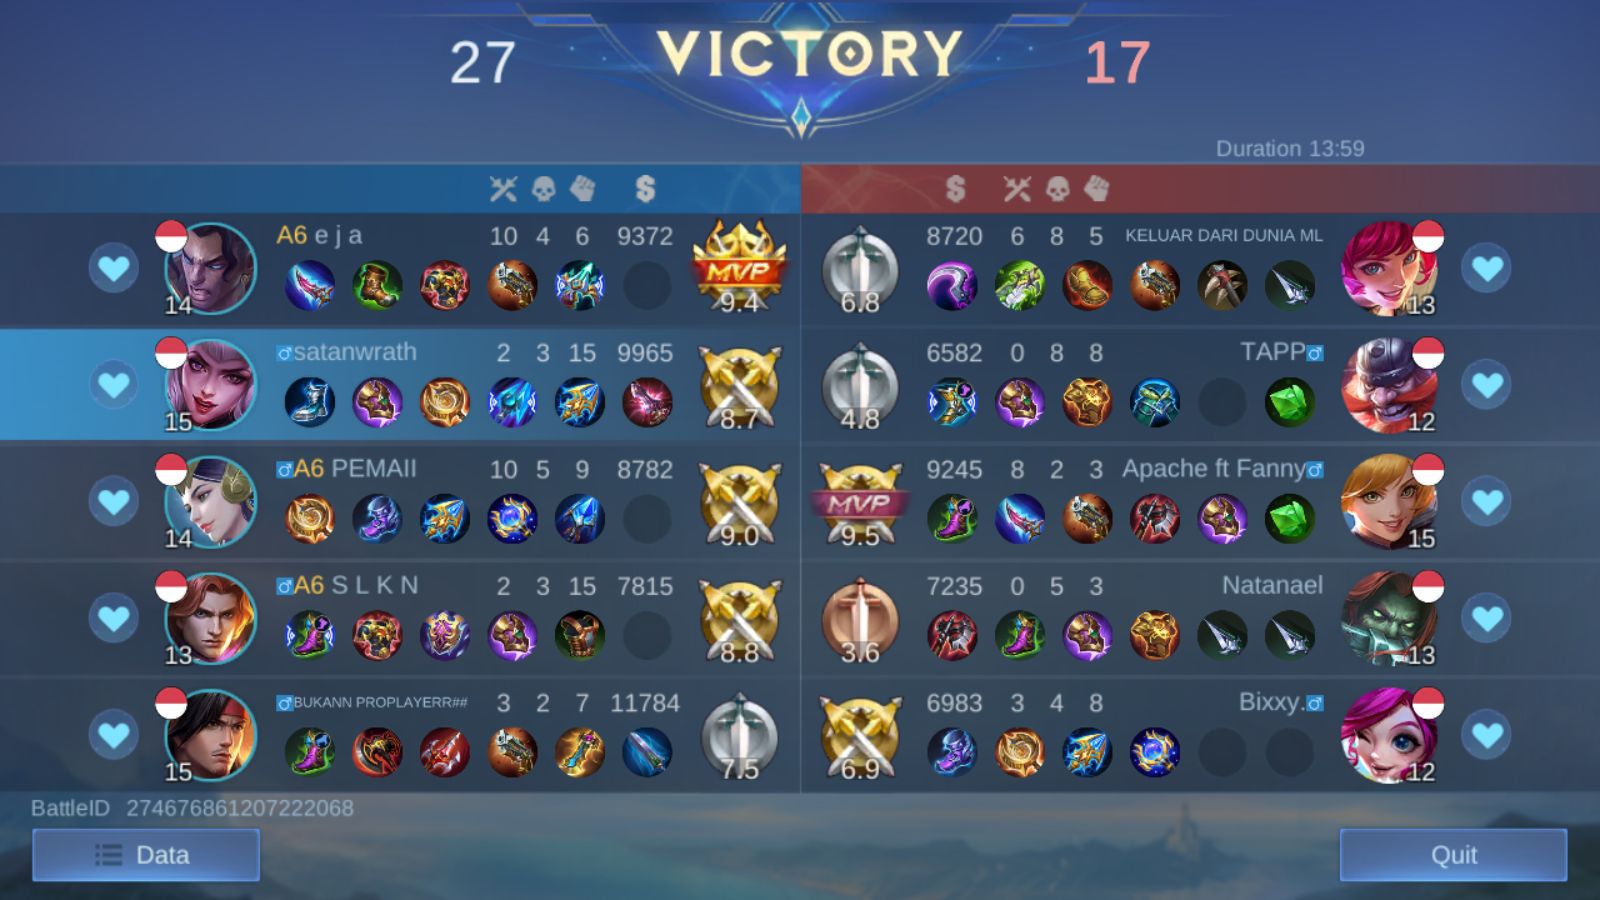 27 VICTORY 17
Duration 13:59
A6 e j a 10 4 6 9372 MVP 9.4 14
6.8 8720 6 8 5 KELUAR DARI DUNIA ML 13
satanwrath 2 3 15 9965 8.7 15
4.8 6582 0 8 8 TAPP 12
A6 PEMAII 10 5 9 8782 9.0 14
MVP 9.5 9245 8 2 3 Apache ft Fanny 15
A6 S L K N 2 3 15 7815 8.8 13
3.6 7235 0 5 3 Natanael 13
BUKANN PROPLAYERR## 3 2 7 11784 7.5 15
6.9 6983 3 4 8 Bixxy. 12
BattleID 274676861207222068
Data
Quit